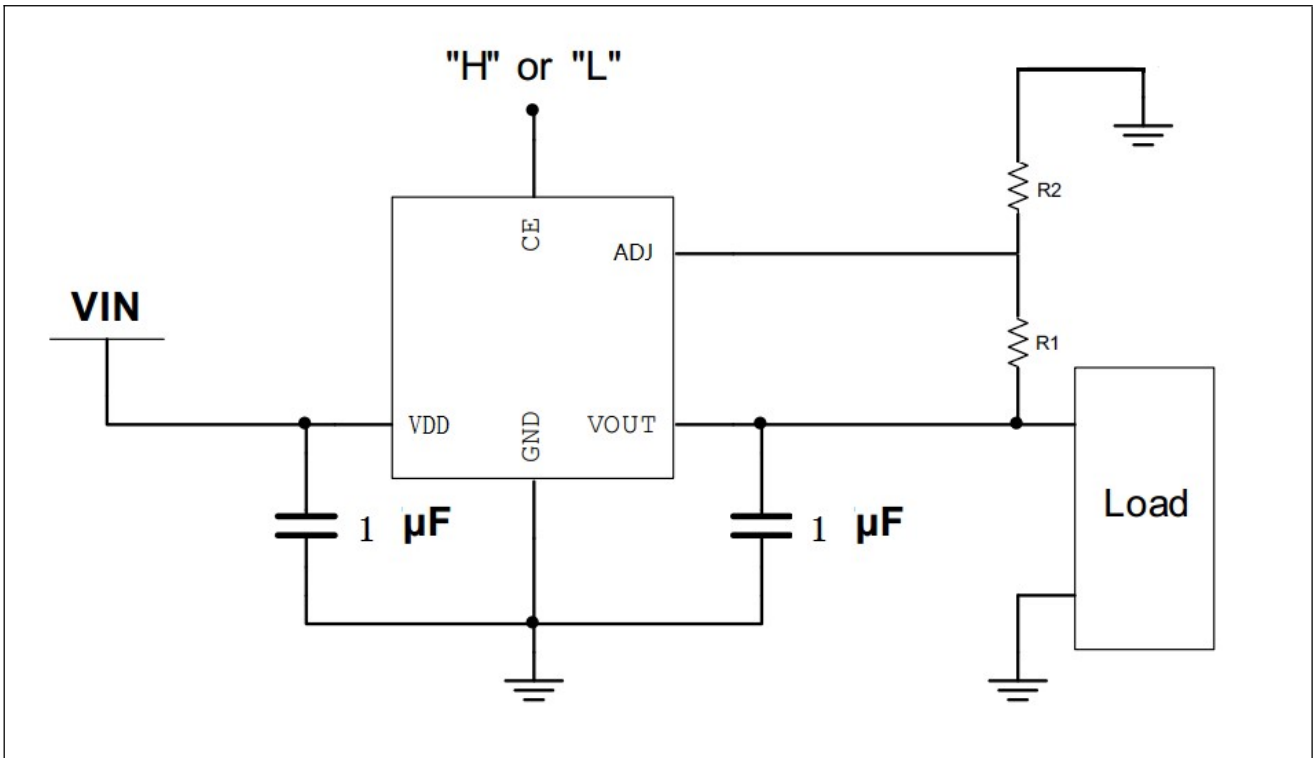 "H" or "L"
R2
CE
ADJ
VIN
R1
VDD
GND
VOUT
Load
1 µF
1 µF